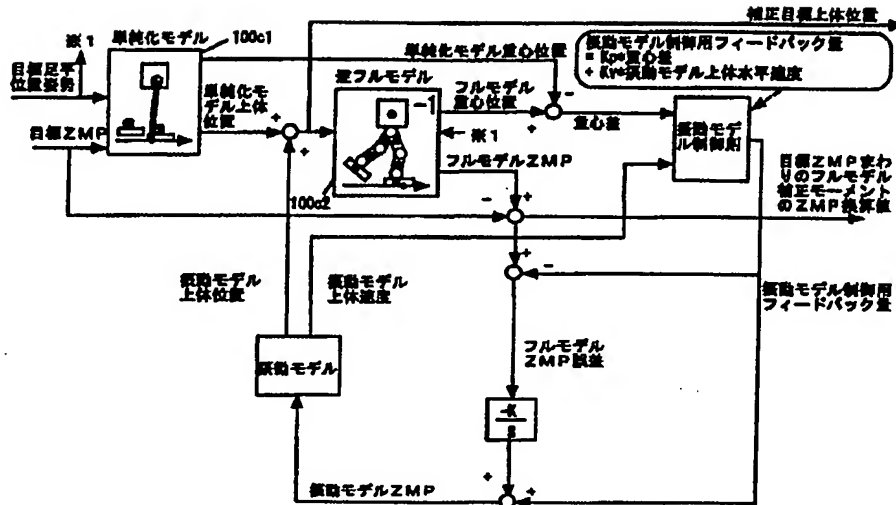 補正目標上体位置
※1
単純化モデル
100c1
目標足平
位置姿勢
単純化モデル重心位置
振動モデル制御用フィードバック量
= Kp*重心差
+ Kv*振動モデル上体水平速度
単純化モ
デル上体
位置
逆フルモデル
フルモデル
重心位置
-1
-
+
重心差
振動モデ
ル制御則
目標ZMP
+
+
※1
フルモデルZMP
100c2
目標ZMPまわ
りのフルモデル
補正モーメント
のZMP換算値
-
+
+
-
振動モデル
上体位置
振動モデル
上体速度
振動モデル制御用
フィードバック量
フルモデル
ZMP誤差
振動モデル
-K
S
+
+
振動モデルZMP